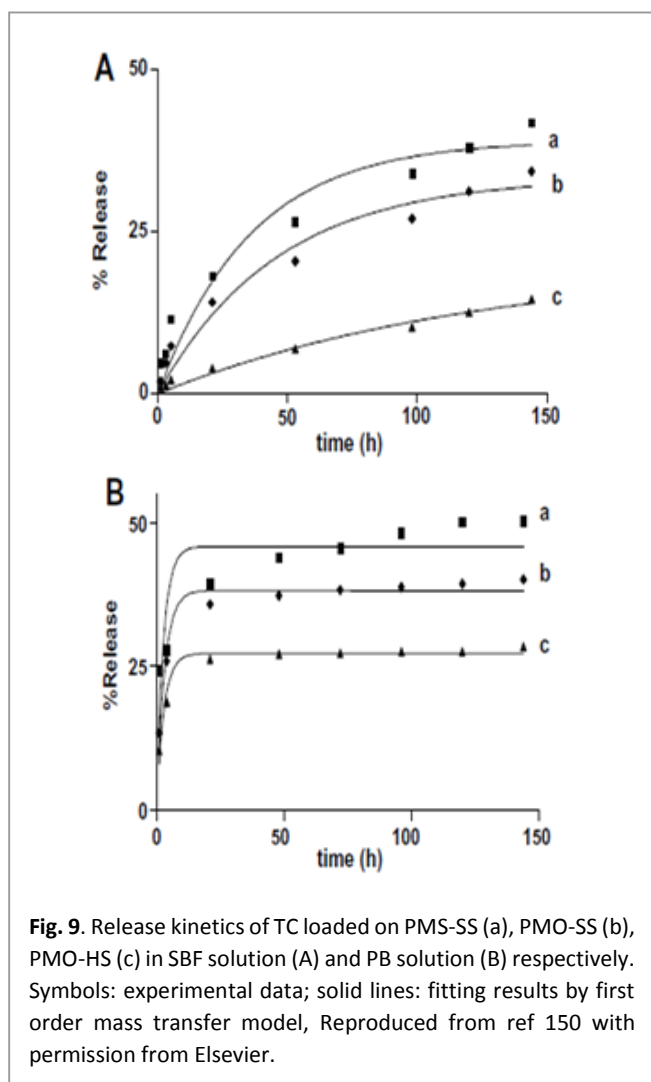 A
50
25
0
% Release
a
b
c
0 50 100 150
time (h)
B
50
25
0
%Release
a
b
c
0 50 100 150
time (h)
Fig. 9. Release kinetics of TC loaded on PMS-SS (a), PMO-SS (b),
PMO-HS (c) in SBF solution (A) and PB solution (B) respectively.
Symbols: experimental data; solid lines: fitting results by first
order mass transfer model, Reproduced from ref 150 with
permission from Elsevier.